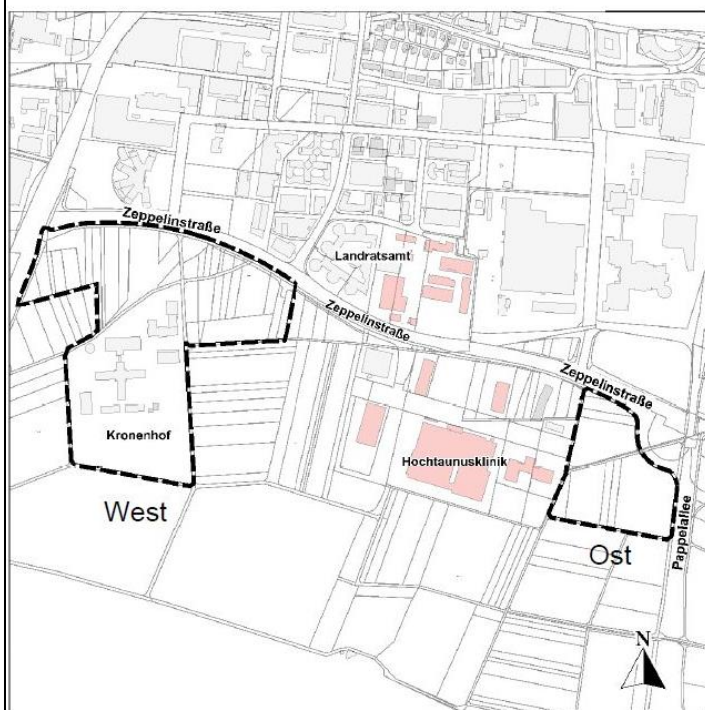 Zeppelinstraße
Landratsamt
Zeppelinstraße
Zeppelinstraße
Kronenhof
Hochtaunusklinik
West
Ost
Pappelallee
N